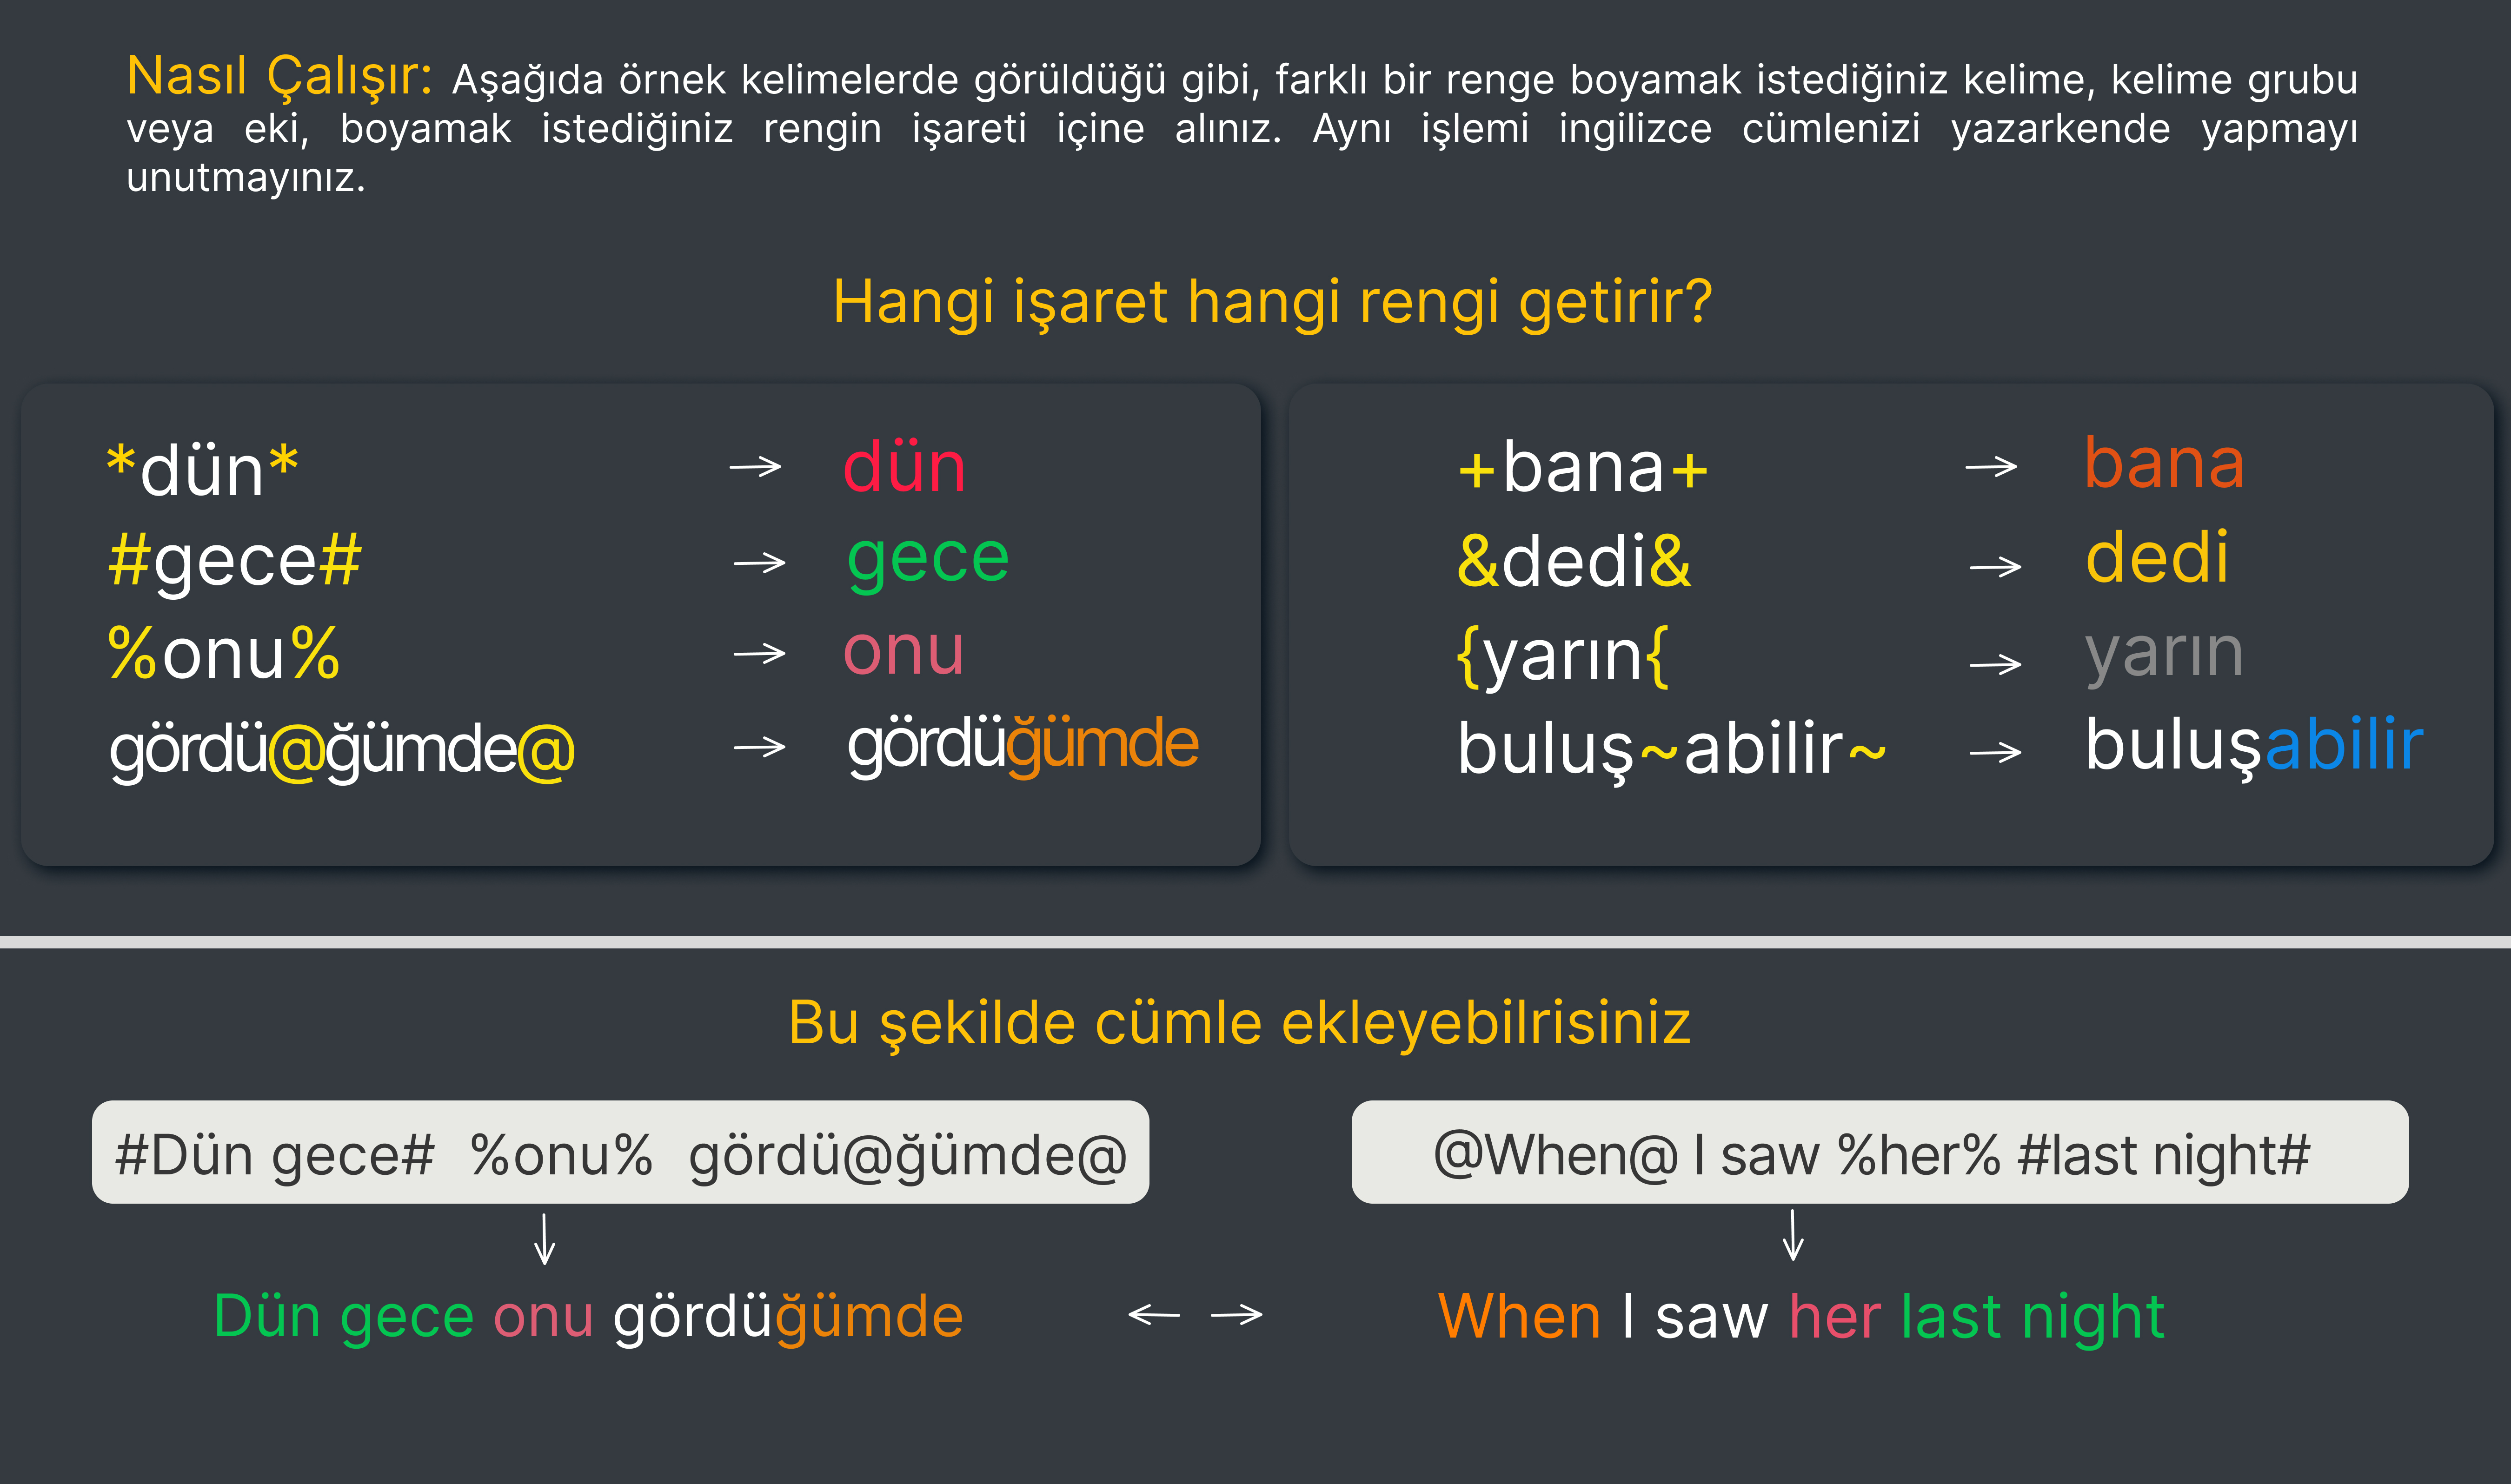 Nasıl Çalışır: Aşağıda örnek kelimelerde görüldüğü gibi, farklı bir renge boyamak istediğiniz kelime, kelime grubu
veya eki, boyamak istediğiniz rengin işareti içine alınız. Aynı işlemi ingilizce cümlenizi yazarkende yapmayı
unutmayınız.
Hangi işaret hangi rengi getirir?
*dün* → dün
#gece# → gece
%onu% → onu
gördü@ğümde@ → gördüğümde
+bana+ → bana
&dedi& → dedi
{yarın{ → yarın
buluş~abilir~ → buluşabilir
Bu şekilde cümle ekleyebilrisiniz
#Dün gece# %onu% gördü@ğümde@
@When@ I saw %her% #last night#
Dün gece onu gördüğümde ← → When I saw her last night